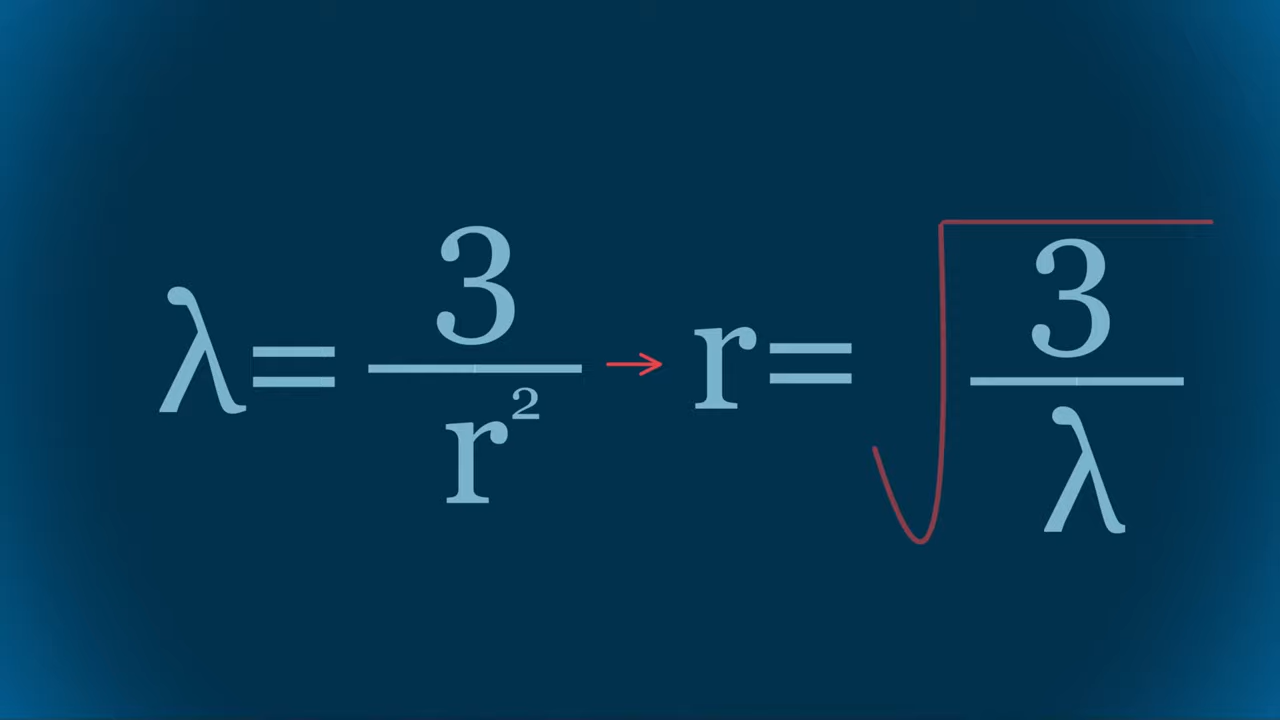 λ= 3/r² → r= √(3/λ)